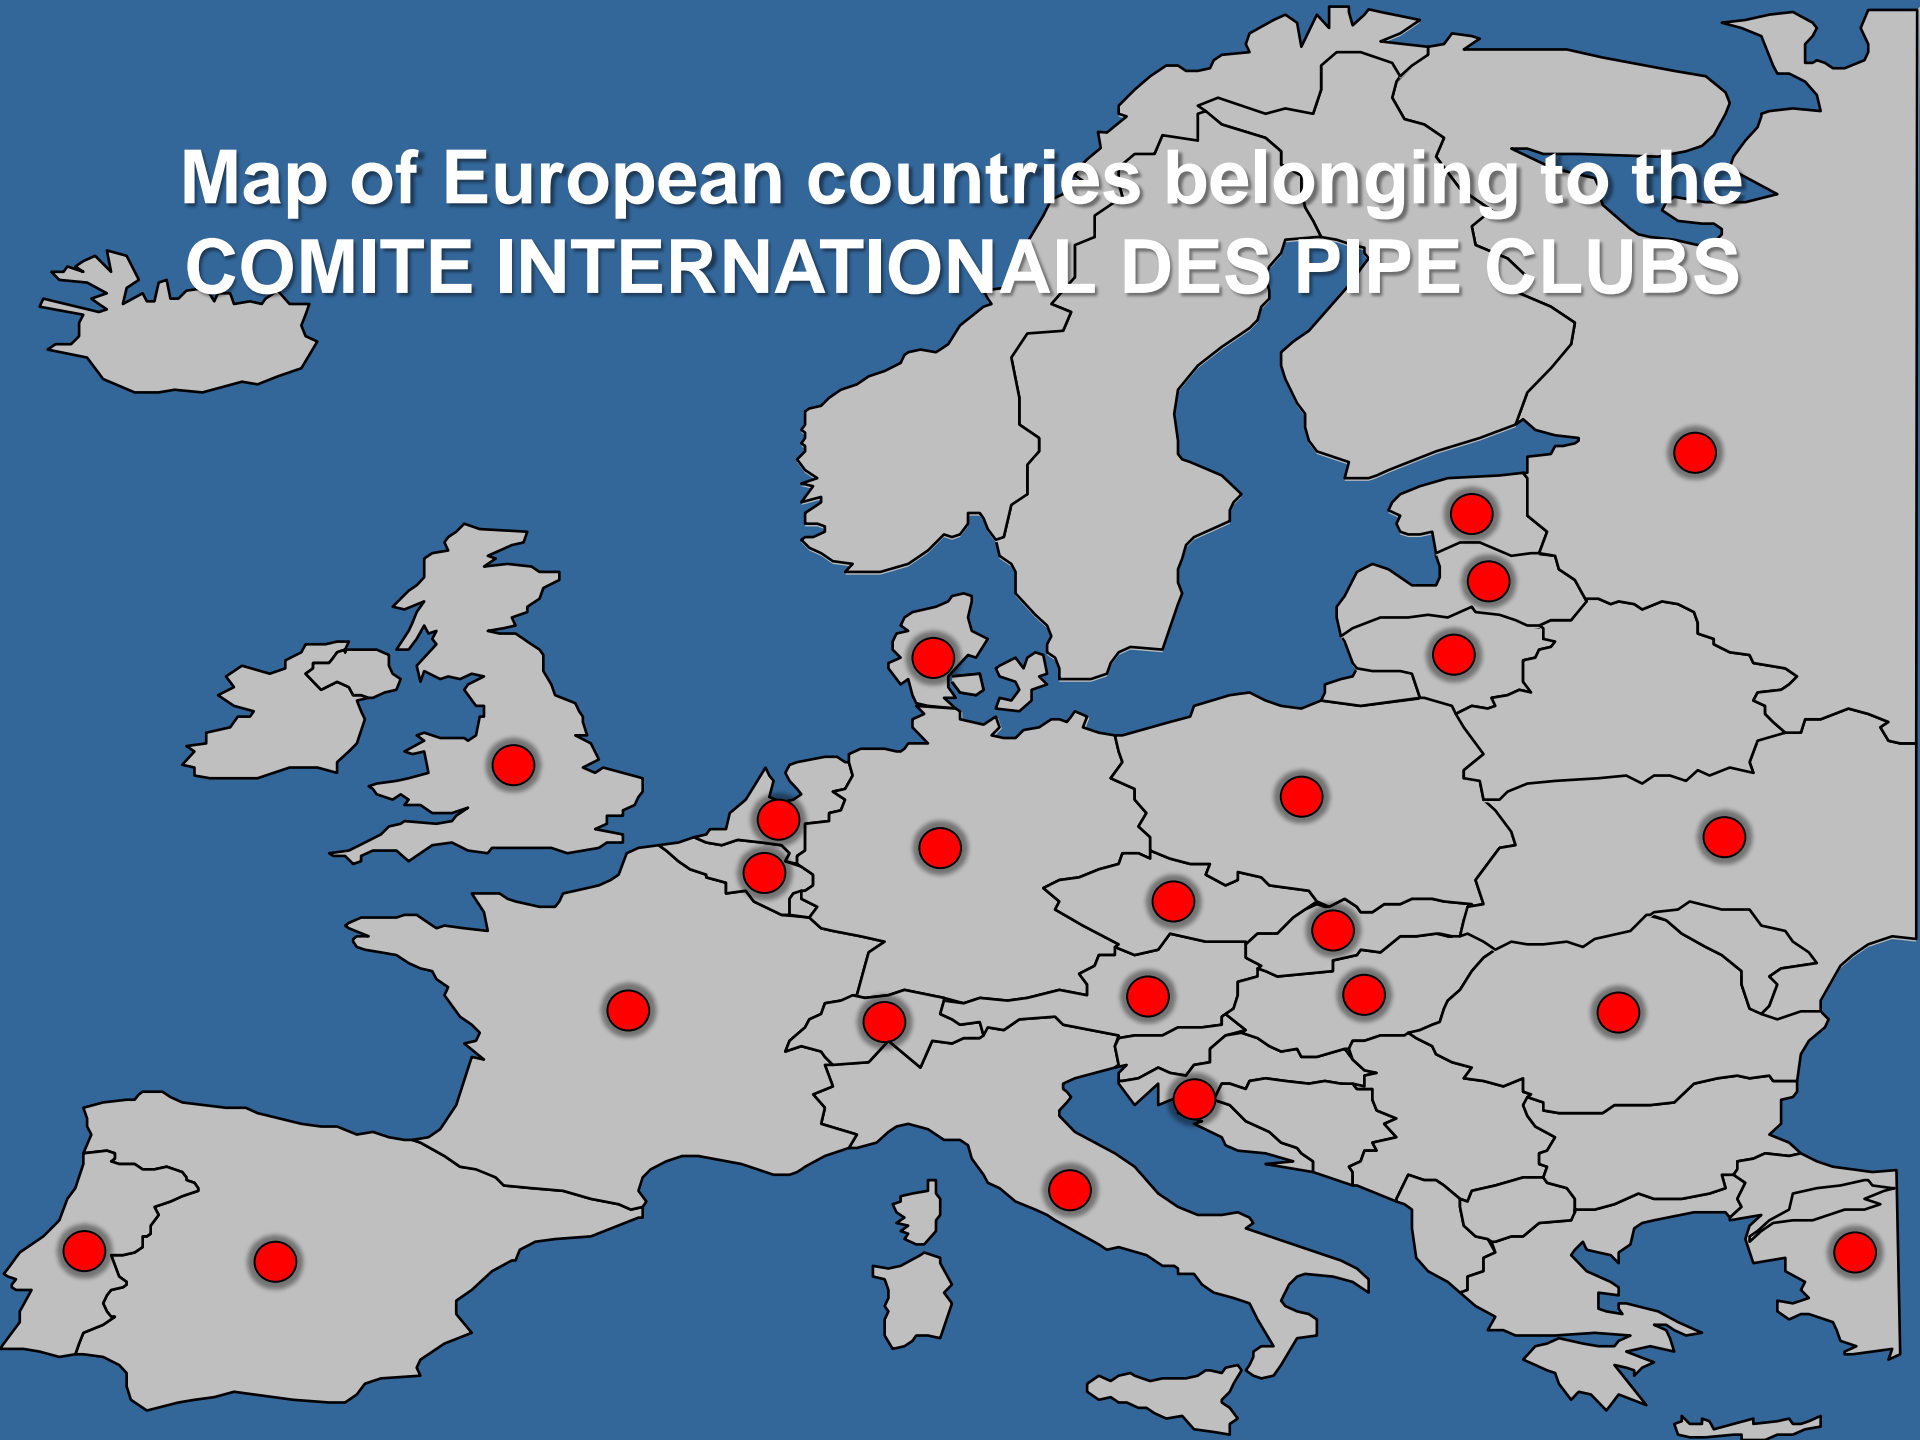 Map of European countries belonging to the
COMITE INTERNATIONAL DES PIPE CLUBS